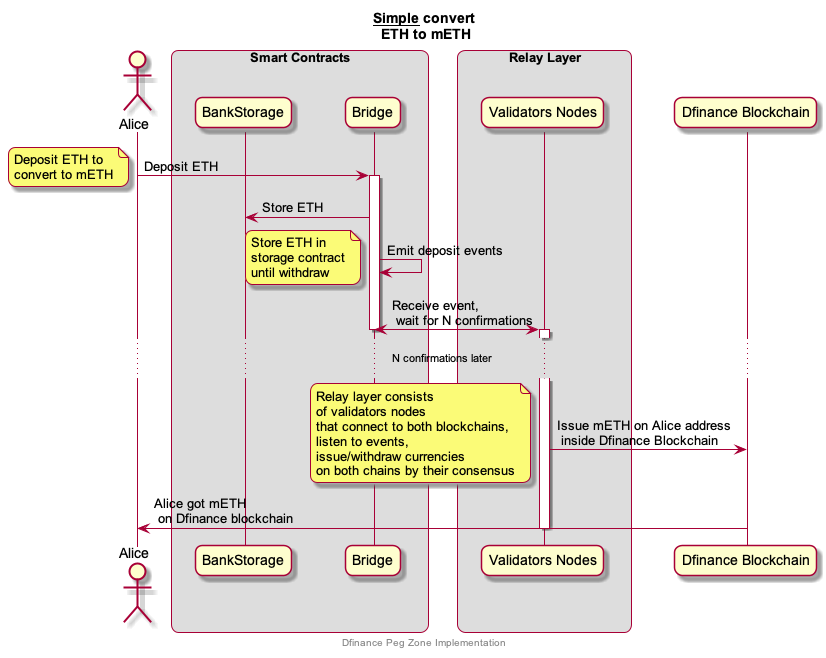 Simple convert
ETH to mETH
Smart Contracts
Relay Layer
Alice
BankStorage
Bridge
Validators Nodes
Dfinance Blockchain
Deposit ETH to
convert to mETH
Deposit ETH
Store ETH
Store ETH in
storage contract
until withdraw
Emit deposit events
Receive event,
wait for N confirmations
N confirmations later
Relay layer consists
of validators nodes
that connect to both blockchains,
listen to events,
issue/withdraw currencies
on both chains by their consensus
Issue mETH on Alice address
inside Dfinance Blockchain
Alice got mETH
on Dfinance blockchain
Alice
BankStorage
Bridge
Validators Nodes
Dfinance Blockchain
Dfinance Peg Zone Implementation